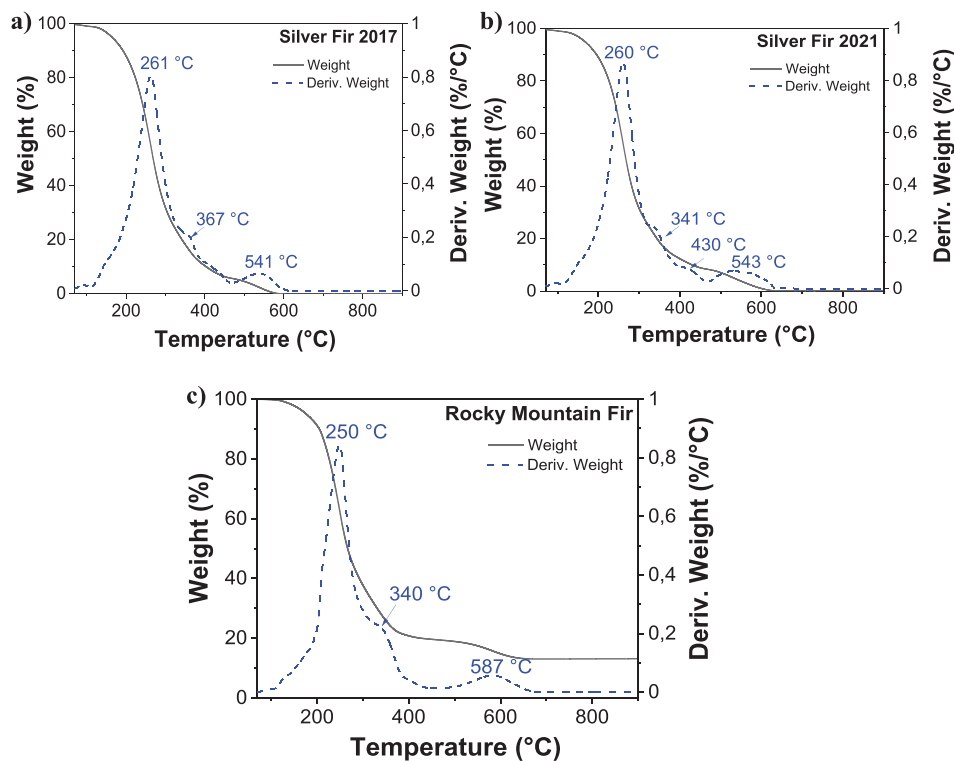 a)
Silver Fir 2017
Weight
Deriv. Weight
261 °C
367 °C
541 °C
100
80
60
40
20
0
Weight (%)
1
0,8
0,6
0,4
0,2
0
Deriv. Weight (%/°C)
200
400
600
800
Temperature (°C)
b)
Silver Fir 2021
Weight
Deriv. Weight
260 °C
341 °C
430 °C
543 °C
100
80
60
40
20
0
Weight (%)
1
0,8
0,6
0,4
0,2
0
Deriv. Weight (%/°C)
200
400
600
800
Temperature (°C)
c)
Rocky Mountain Fir
Weight
Deriv. Weight
250 °C
340 °C
587 °C
100
80
60
40
20
0
Weight (%)
1
0,8
0,6
0,4
0,2
0
Deriv. Weight (%/°C)
200
400
600
800
Temperature (°C)